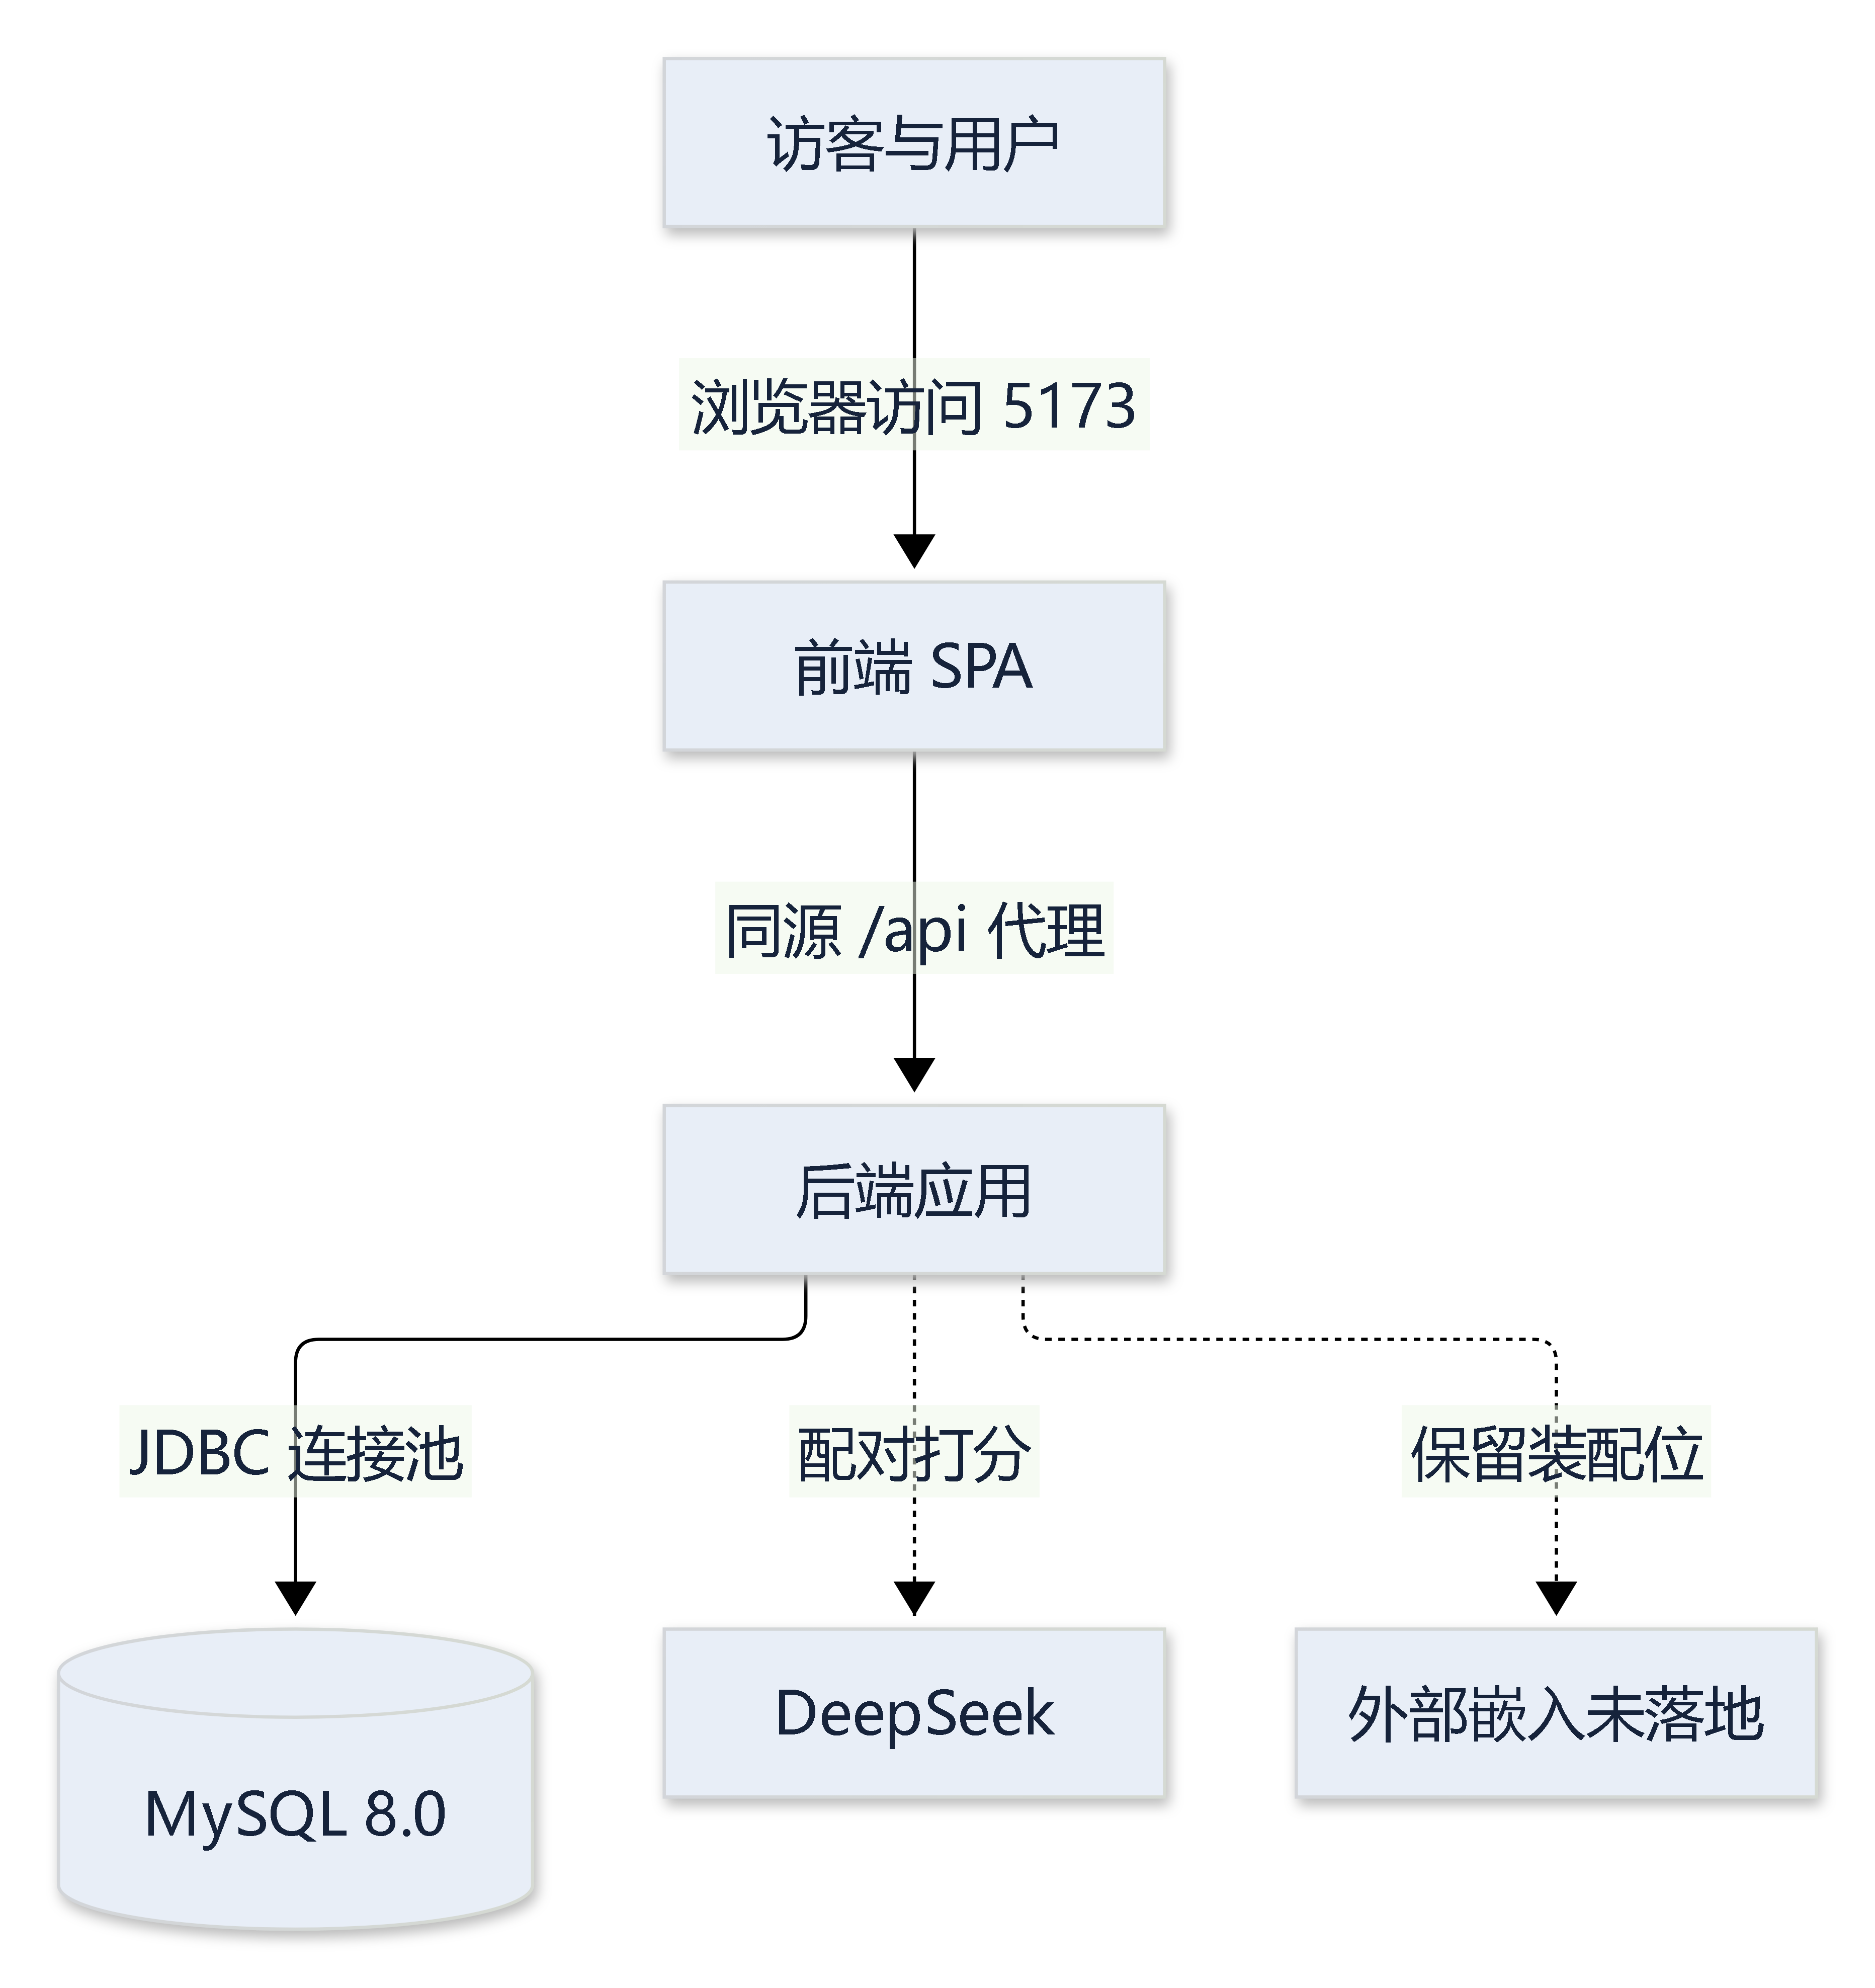 访客与用户
浏览器访问 5173
前端 SPA
同源 /api 代理
后端应用
JDBC 连接池
配对打分
保留装配位
MySQL 8.0
DeepSeek
外部嵌入未落地